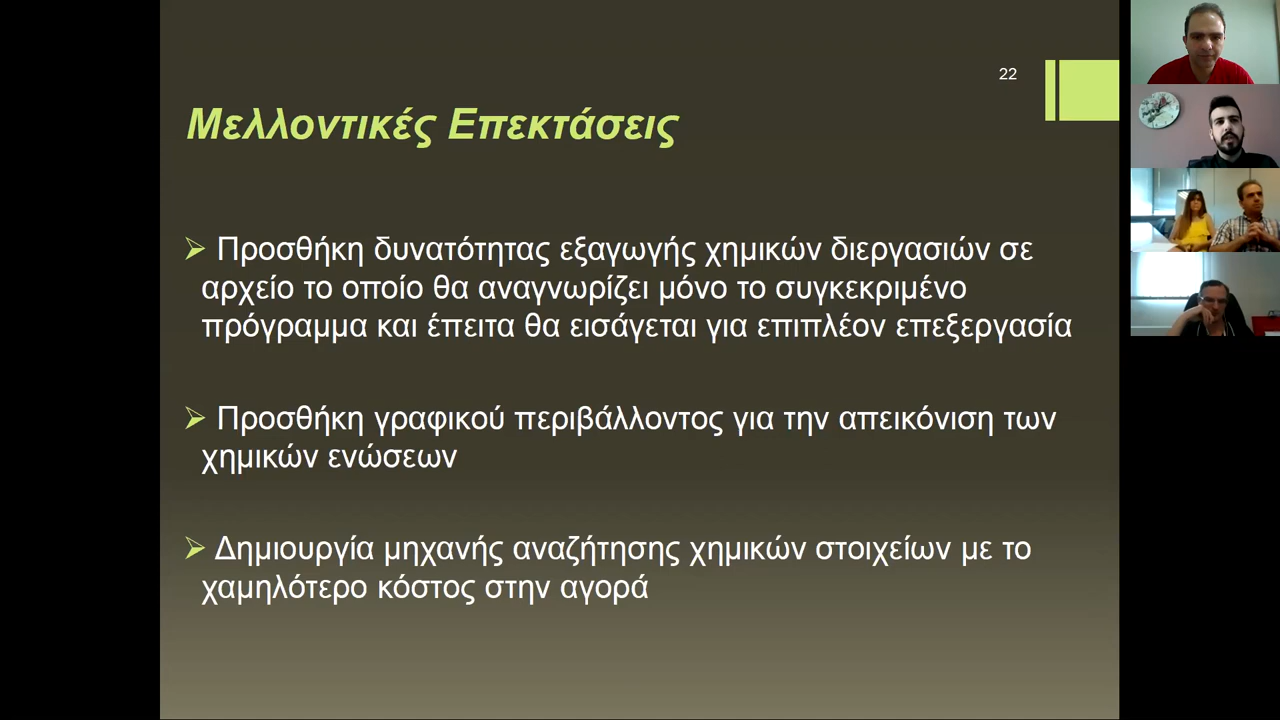 22
Μελλοντικές Επεκτάσεις
Προσθήκη δυνατότητας εξαγωγής χημικών διεργασιών σε
αρχείο το οποίο θα αναγνωρίζει μόνο το συγκεκριμένο
πρόγραμμα και έπειτα θα εισάγεται για επιπλέον επεξεργασία
Προσθήκη γραφικού περιβάλλοντος για την απεικόνιση των
χημικών ενώσεων
Δημιουργία μηχανής αναζήτησης χημικών στοιχείων με το
χαμηλότερο κόστος στην αγορά